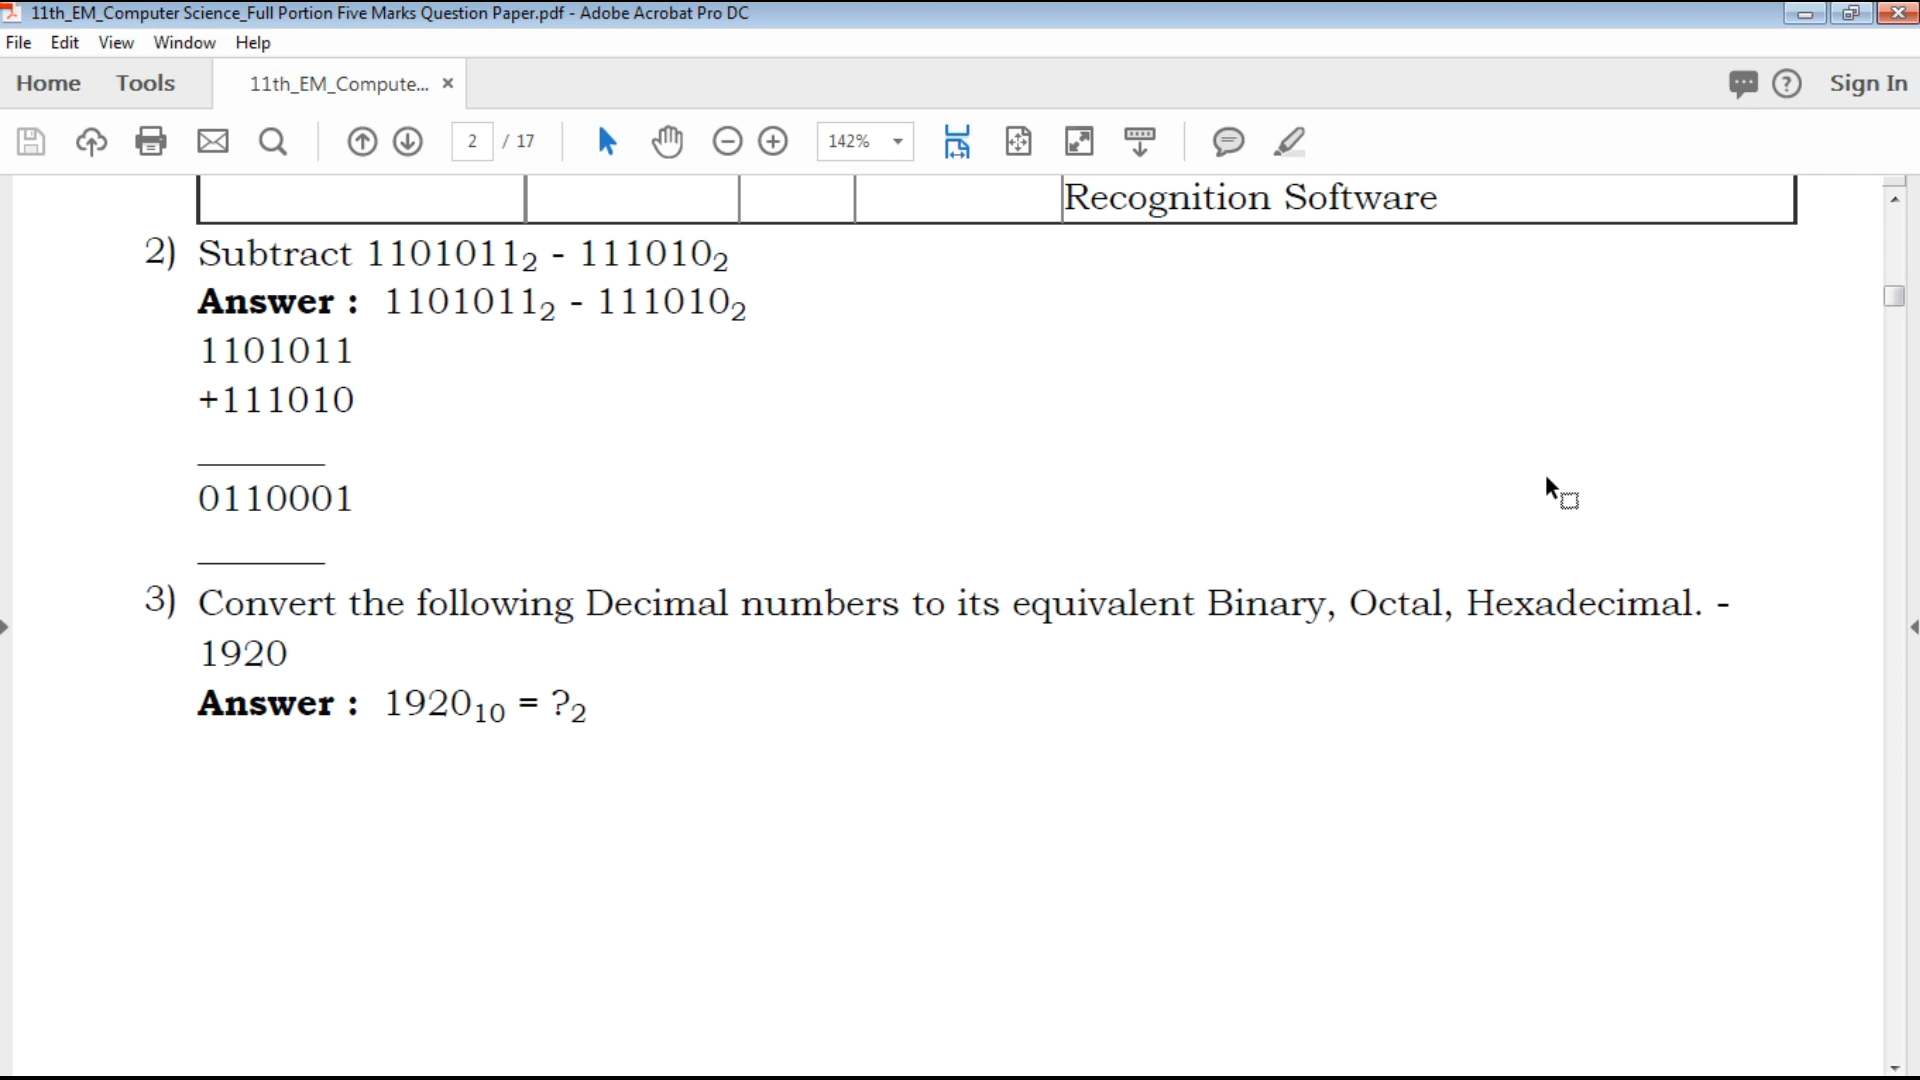 11th_EM_Computer Science_Full Portion Five Marks Question Paper.pdf - Adobe Acrobat Pro DC
File Edit View Window Help
Home Tools 11th_EM_Compute... × Sign In
2 / 17 142%
Recognition Software
2) Subtract 1101011₂ - 111010₂
Answer : 1101011₂ - 111010₂
1101011
+111010
0110001
3) Convert the following Decimal numbers to its equivalent Binary, Octal, Hexadecimal. -
1920
Answer : 1920₁₀ = ?₂